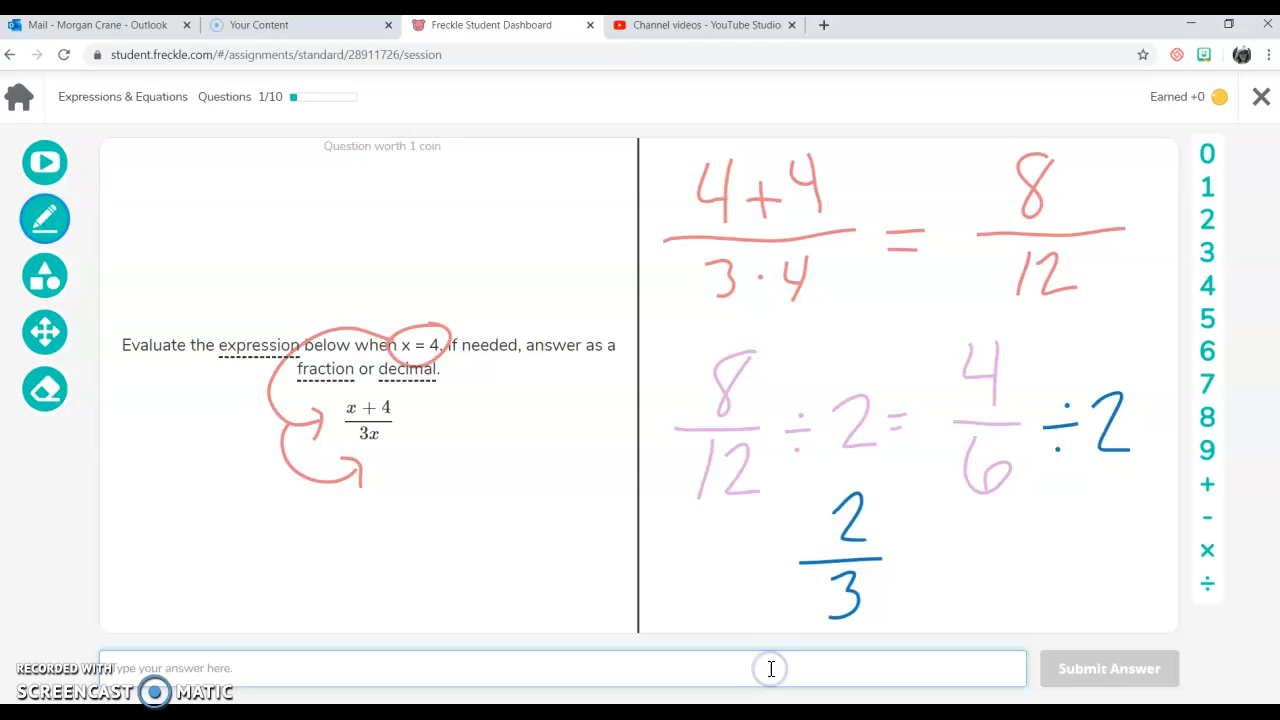 Mail - Morgan Crane - Outlook
Your Content
Freckle Student Dashboard
Channel videos - YouTube Studio
student.freckle.com/#/assignments/standard/28911726/session
Expressions & Equations Questions 1/10
Earned +0
Question worth 1 coin
Evaluate the expression below when x = 4. If needed, answer as a
fraction or decimal.
x + 4
3x
4 + 4
3 · 4
=
8
12
8
12
÷ 2 =
4
6
÷ 2
2
3
0
1
2
3
4
5
6
7
8
9
+
-
×
÷
Type your answer here.
Submit Answer
RECORDED WITH
SCREENCAST MATIC